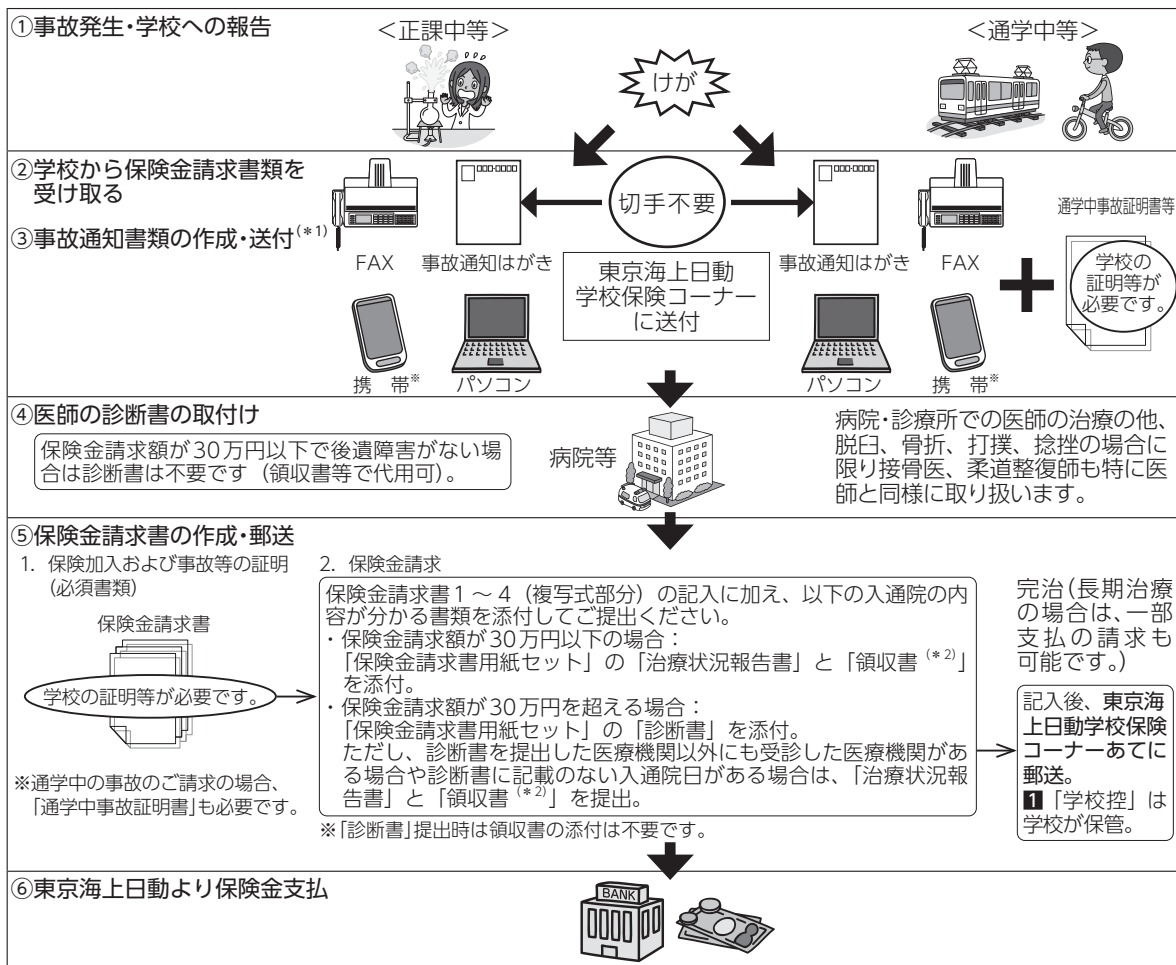 ①事故発生・学校への報告
＜正課中等＞
けが
＜通学中等＞
②学校から保険金請求書類を
受け取る
③事故通知書類の作成・送付(＊1)
切手不要
FAX
事故通知はがき
東京海上日動
学校保険コーナー
に送付
事故通知はがき
FAX
通学中事故証明書等
学校の
証明等が
必要です。
携 帯※
パソコン
パソコン
携 帯※
④医師の診断書の取付け
保険金請求額が30万円以下で後遺障害がない場
合は診断書は不要です（領収書等で代用可）。
病院等
病院・診療所での医師の治療の他、
脱臼、骨折、打撲、捻挫の場合に
限り接骨医、柔道整復師も特に医
師と同様に取り扱います。
⑤保険金請求書の作成・郵送
1. 保険加入および事故等の証明
(必須書類)
保険金請求書
学校の証明等が必要です。
※通学中の事故のご請求の場合、
「通学中事故証明書」も必要です。
2. 保険金請求
保険金請求書1～4（複写式部分）の記入に加え、以下の入通院の内
容が分かる書類を添付してご提出ください。
・保険金請求額が30万円以下の場合：
「保険金請求書用紙セット」の「治療状況報告書」と「領収書(＊2)」
を添付。
・保険金請求額が30万円を超える場合：
「保険金請求書用紙セット」の「診断書」を添付。
ただし、診断書を提出した医療機関以外にも受診した医療機関があ
る場合や診断書に記載のない入通院日がある場合は、「治療状況報
告書」と「領収書(＊2)」を提出。
※「診断書」提出時は領収書の添付は不要です。
完治(長期治療
の場合は、一部
支払の請求も
可能です。)
記入後、東京海
上日動学校保険
コーナーあてに
郵送。
1「学校控」は
学校が保管。
⑥東京海上日動より保険金支払
BANK